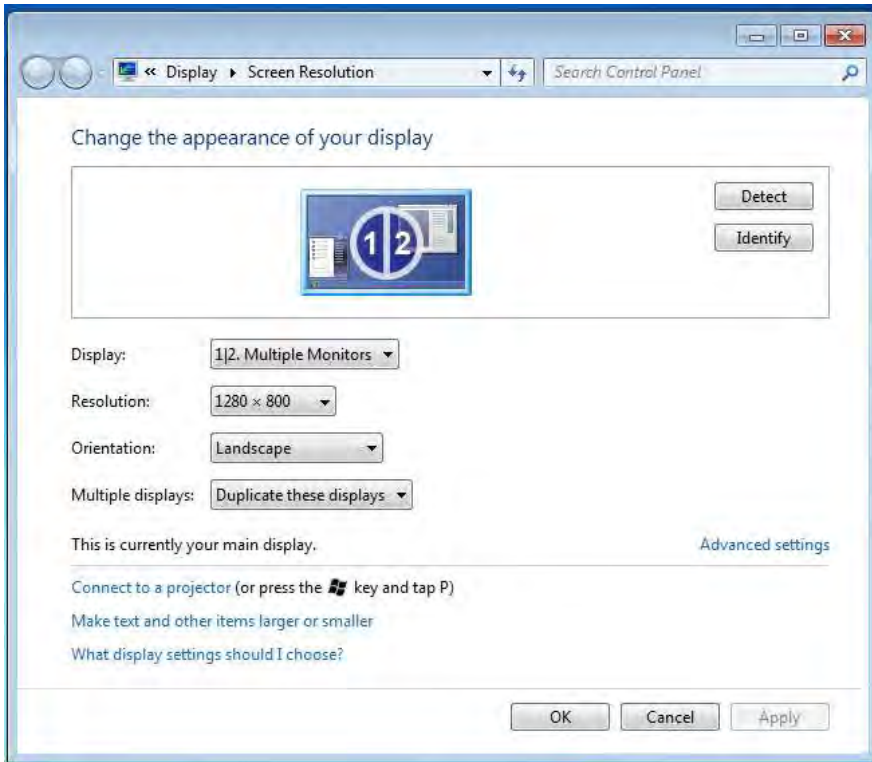 « Display ▸ Screen Resolution
Search Control Panel
Change the appearance of your display
1|2
Detect
Identify
Display: 1|2. Multiple Monitors
Resolution: 1280 × 800
Orientation: Landscape
Multiple displays: Duplicate these displays
This is currently your main display. Advanced settings
Connect to a projector (or press the key and tap P)
Make text and other items larger or smaller
What display settings should I choose?
OK Cancel Apply